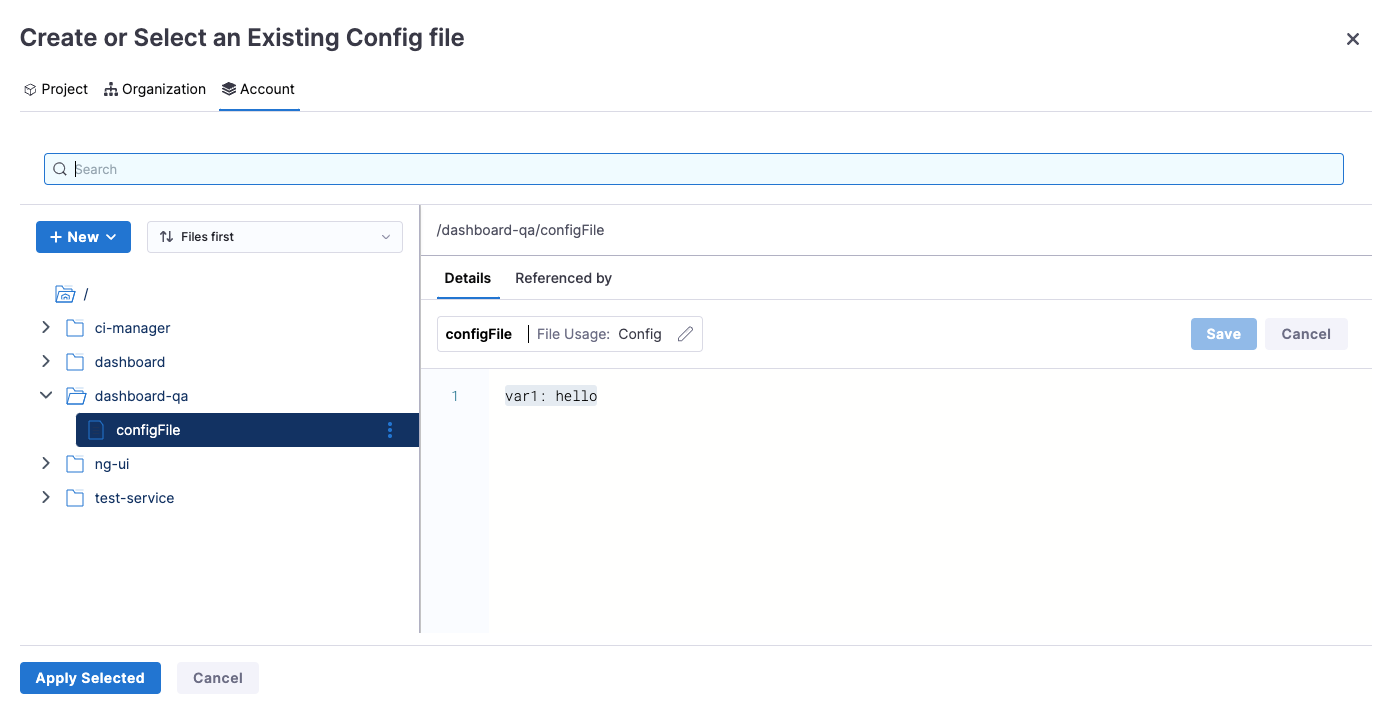 Create or Select an Existing Config file
Project Organization Account
Search
New Files first
/
ci-manager
dashboard
dashboard-qa
configFile
ng-ui
test-service
/dashboard-qa/configFile
Details Referenced by
configFile File Usage: Config Save Cancel
1 var1: hello
Apply Selected Cancel